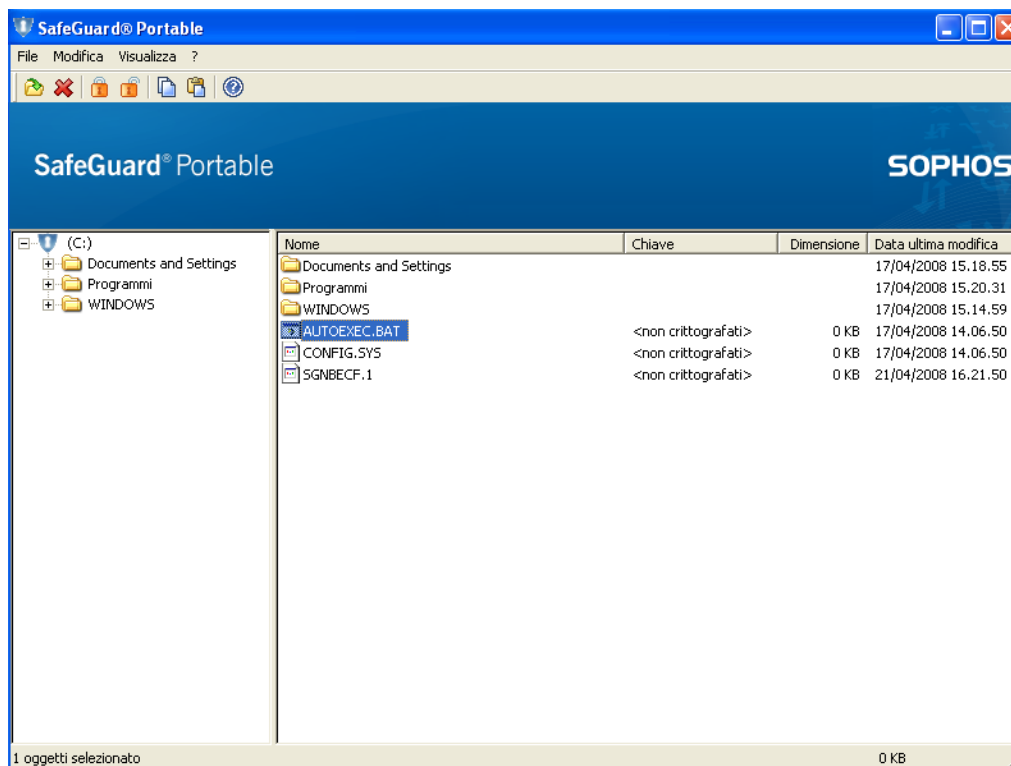 SafeGuard® Portable
File Modifica Visualizza ?
SafeGuard® Portable
SOPHOS
(C:)
Documents and Settings
Programmi
WINDOWS
Nome Chiave Dimensione Data ultima modifica
Documents and Settings 17/04/2008 15.18.55
Programmi 17/04/2008 15.20.31
WINDOWS 17/04/2008 15.14.59
AUTOEXEC.BAT <non crittografati> 0 KB 17/04/2008 14.06.50
CONFIG.SYS <non crittografati> 0 KB 17/04/2008 14.06.50
SGNBECF.1 <non crittografati> 0 KB 21/04/2008 16.21.50
1 oggetti selezionato 0 KB